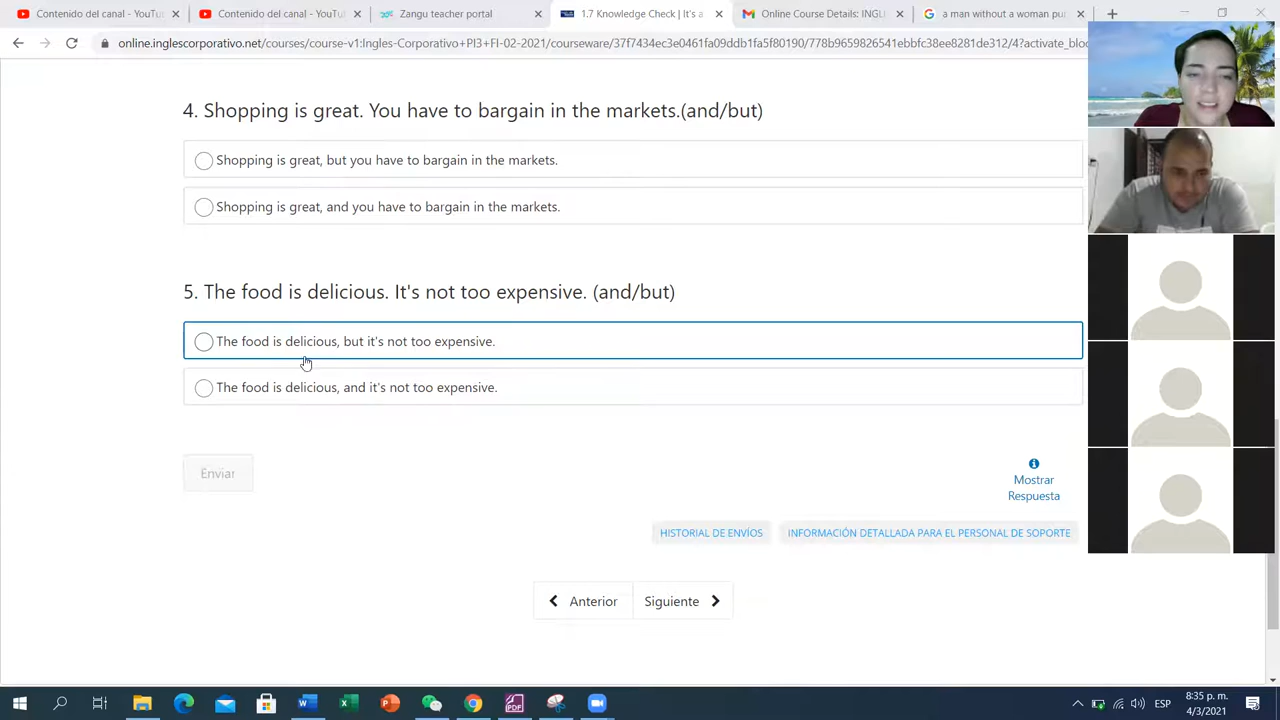 Contenido del canal - YouTube
Contenido del canal - YouTube
Zangu teacher portal
1.7 Knowledge Check | It's a
Online Course Details: INGL
a man without a woman pu
online.inglescorporativo.net/courses/course-v1:Ingles-Corporativo+PI3+FI-02-2021/courseware/37f7434ec3e0461fa09ddb1fa5f80190/778b9659826541ebbfc38ee8281de312/4?activate_bloc
4. Shopping is great. You have to bargain in the markets.(and/but)
Shopping is great, but you have to bargain in the markets.
Shopping is great, and you have to bargain in the markets.
5. The food is delicious. It's not too expensive. (and/but)
The food is delicious, but it's not too expensive.
The food is delicious, and it's not too expensive.
Enviar
Mostrar
Respuesta
HISTORIAL DE ENVÍOS
INFORMACIÓN DETALLADA PARA EL PERSONAL DE SOPORTE
Anterior
Siguiente
ESP
8:35 p. m.
4/3/2021